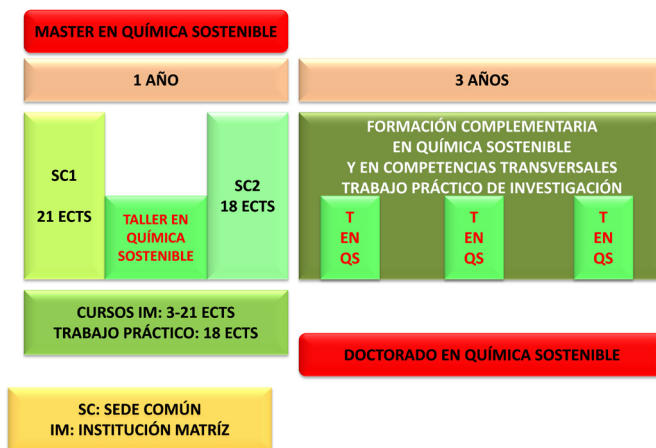 MASTER EN QUÍMICA SOSTENIBLE
1 AÑO
3 AÑOS
SC1
21 ECTS
TALLER EN
QUÍMICA
SOSTENIBLE
SC2
18 ECTS
FORMACIÓN COMPLEMENTARIA
EN QUÍMICA SOSTENIBLE
Y EN COMPETENCIAS TRANSVERSALES
TRABAJO PRÁCTICO DE INVESTIGACIÓN
T
EN
QS
T
EN
QS
T
EN
QS
CURSOS IM: 3-21 ECTS
TRABAJO PRÁCTICO: 18 ECTS
DOCTORADO EN QUÍMICA SOSTENIBLE
SC: SEDE COMÚN
IM: INSTITUCIÓN MATRÍZ